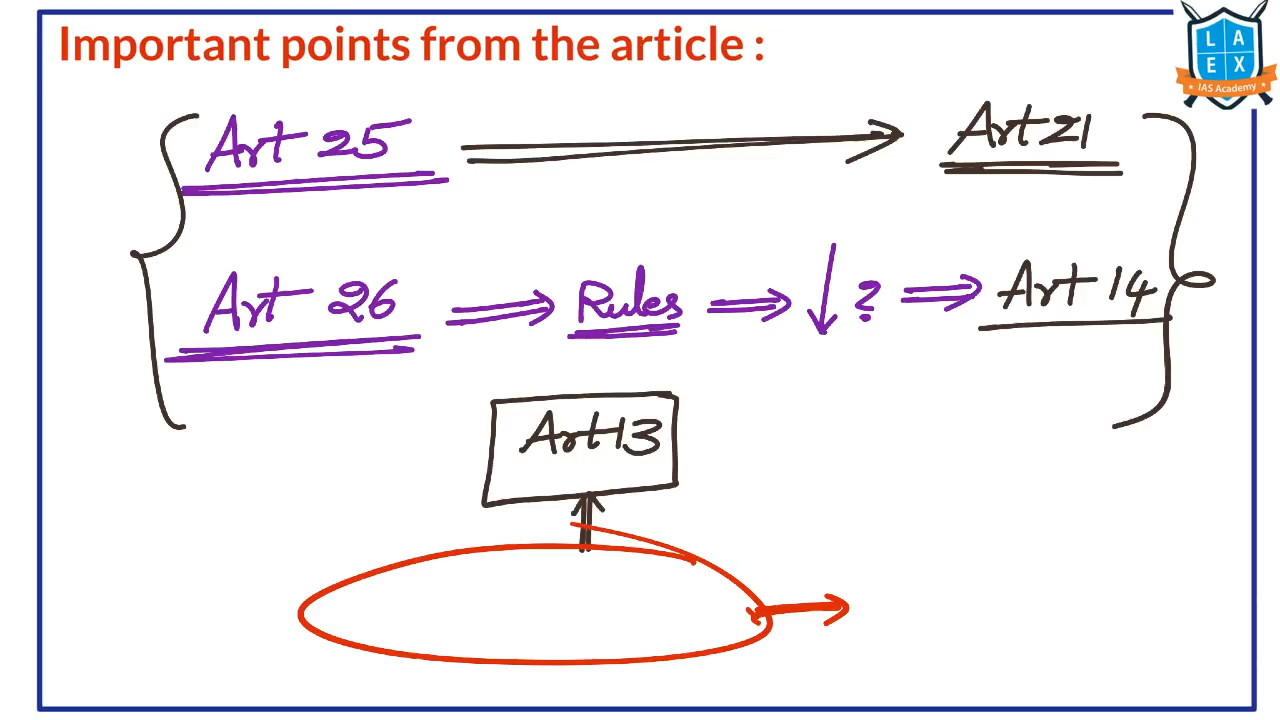 Important points from the article :
L A
E X
IAS Academy
Art 25 Art 21
Art 26 Rules ? Art 14
Art 13